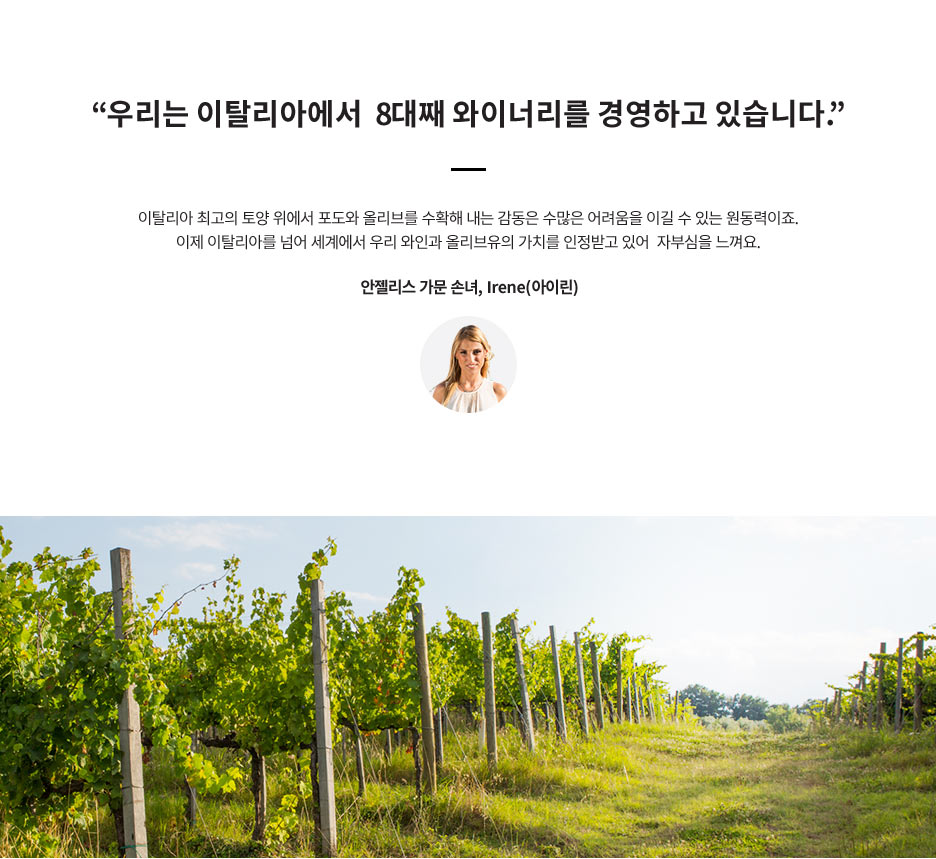 “우리는 이탈리아에서 8대째 와이너리를 경영하고 있습니다.”
이탈리아 최고의 토양 위에서 포도와 올리브를 수확해 내는 감동은 수많은 어려움을 이길 수 있는 원동력이죠.
이제 이탈리아를 넘어 세계에서 우리 와인과 올리브유의 가치를 인정받고 있어 자부심을 느껴요.
안젤리스 가문 손녀, Irene(아이린)